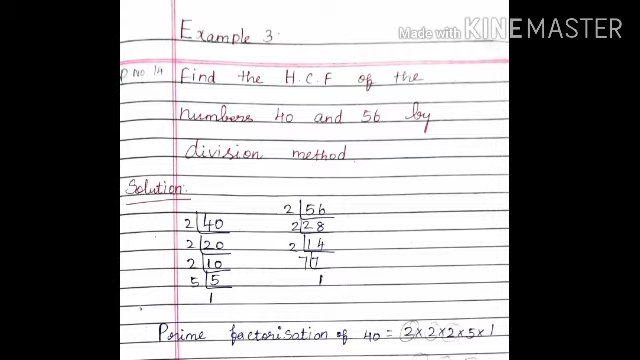 Made with KINEMASTER
Example 3.
P no. 14 Find the H.C.F of the
numbers 40 and 56 by
division method.
Solution:
2 40
2 20
2 10
5 5
1
2 56
2 28
2 14
7 7
1
Prime factorisation of 40 = 2 × 2 × 2 × 5 × 1